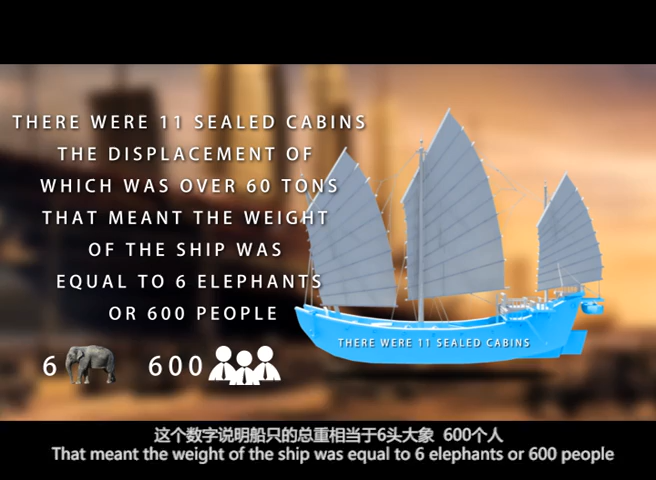 THERE WERE 11 SEALED CABINS
THE DISPLACEMENT OF
WHICH WAS OVER 60 TONS
THAT MEANT THE WEIGHT
OF THE SHIP WAS
EQUAL TO 6 ELEPHANTS
OR 600 PEOPLE
THERE WERE 11 SEALED CABINS
6 600
这个数字说明船只的总重相当于6头大象 600个人
That meant the weight of the ship was equal to 6 elephants or 600 people